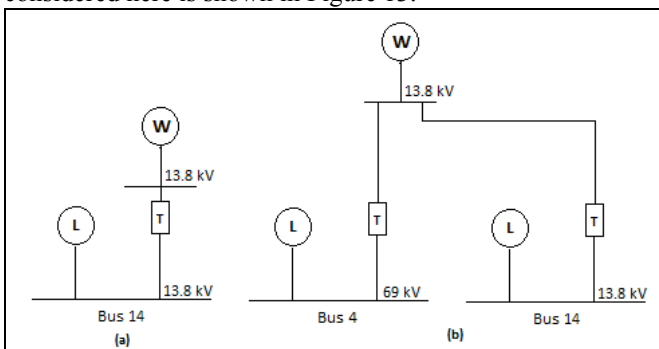 considered here is shown in Figure 15.
W
13.8 kV
L
T
13.8 kV
Bus 14
(a)
W
13.8 kV
L
T
69 kV
Bus 4
L
T
13.8 kV
Bus 14
(b)